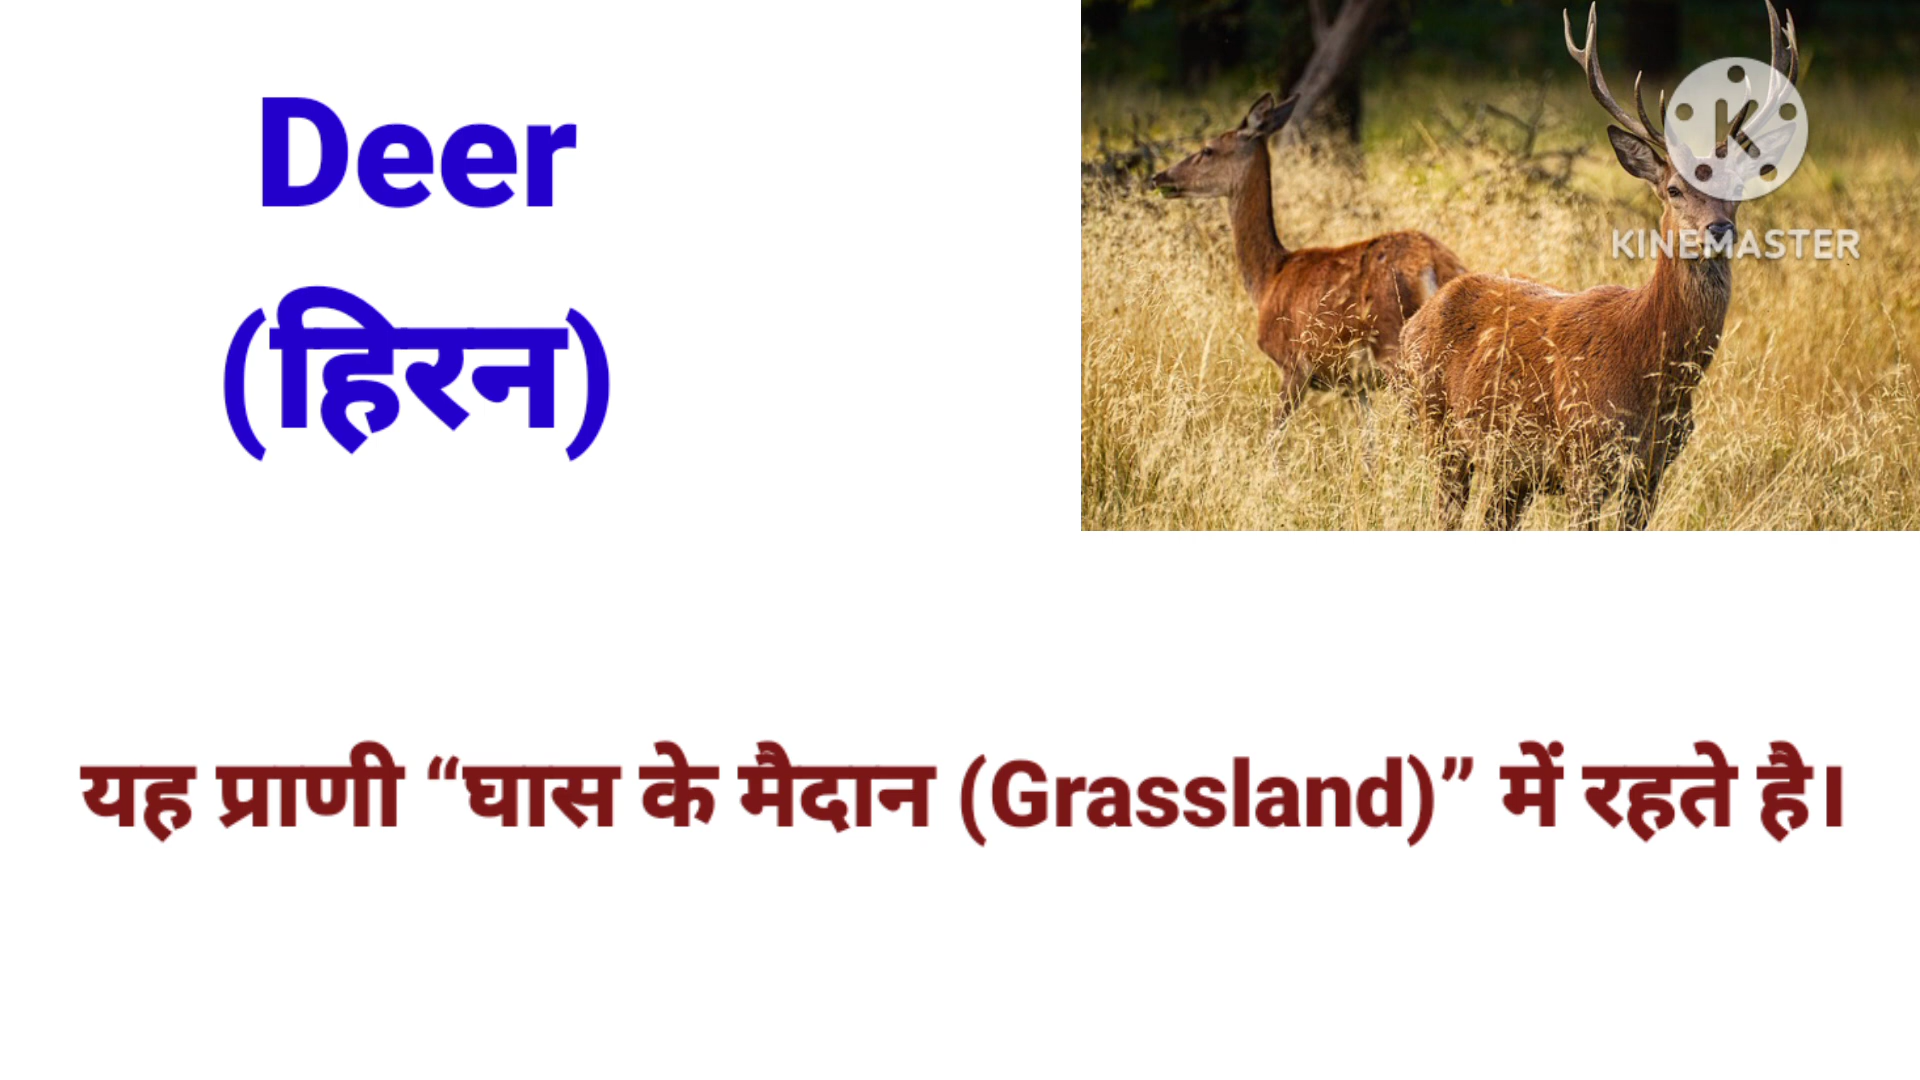 Deer
(हिरन)
K
KINEMASTER
यह प्राणी “घास के मैदान (Grassland)” में रहते है।